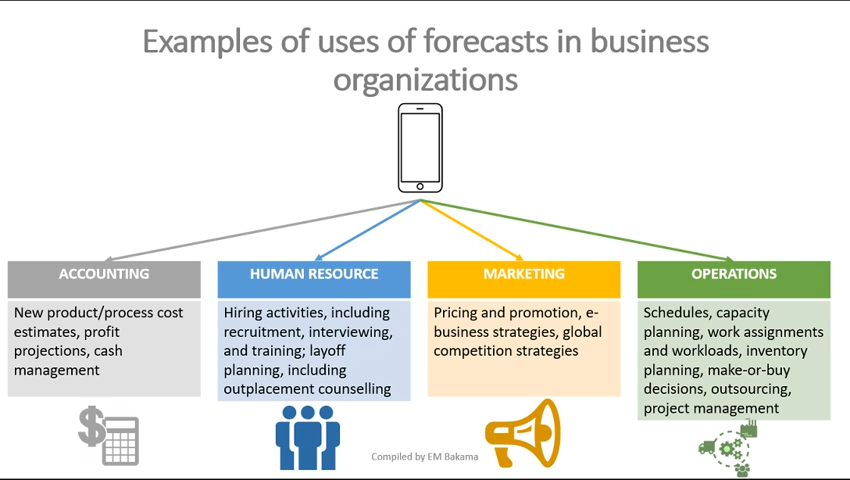 Examples of uses of forecasts in business
organizations
ACCOUNTING
New product/process cost
estimates, profit
projections, cash
management
HUMAN RESOURCE
Hiring activities, including
recruitment, interviewing,
and training; layoff
planning, including
outplacement counselling
MARKETING
Pricing and promotion, e-
business strategies, global
competition strategies
OPERATIONS
Schedules, capacity
planning, work assignments
and workloads, inventory
planning, make-or-buy
decisions, outsourcing,
project management
$
Compiled by EM Bakama